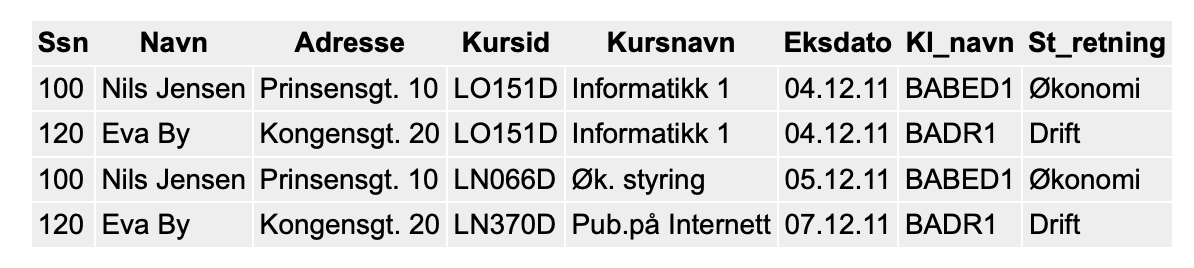 Ssn Navn Adresse Kursid Kursnavn Eksdato Kl_navn St_retning
100 Nils Jensen Prinsensgt. 10 LO151D Informatikk 1 04.12.11 BABED1 Økonomi
120 Eva By Kongensgt. 20 LO151D Informatikk 1 04.12.11 BADR1 Drift
100 Nils Jensen Prinsensgt. 10 LN066D Øk. styring 05.12.11 BABED1 Økonomi
120 Eva By Kongensgt. 20 LN370D Pub.på Internett 07.12.11 BADR1 Drift